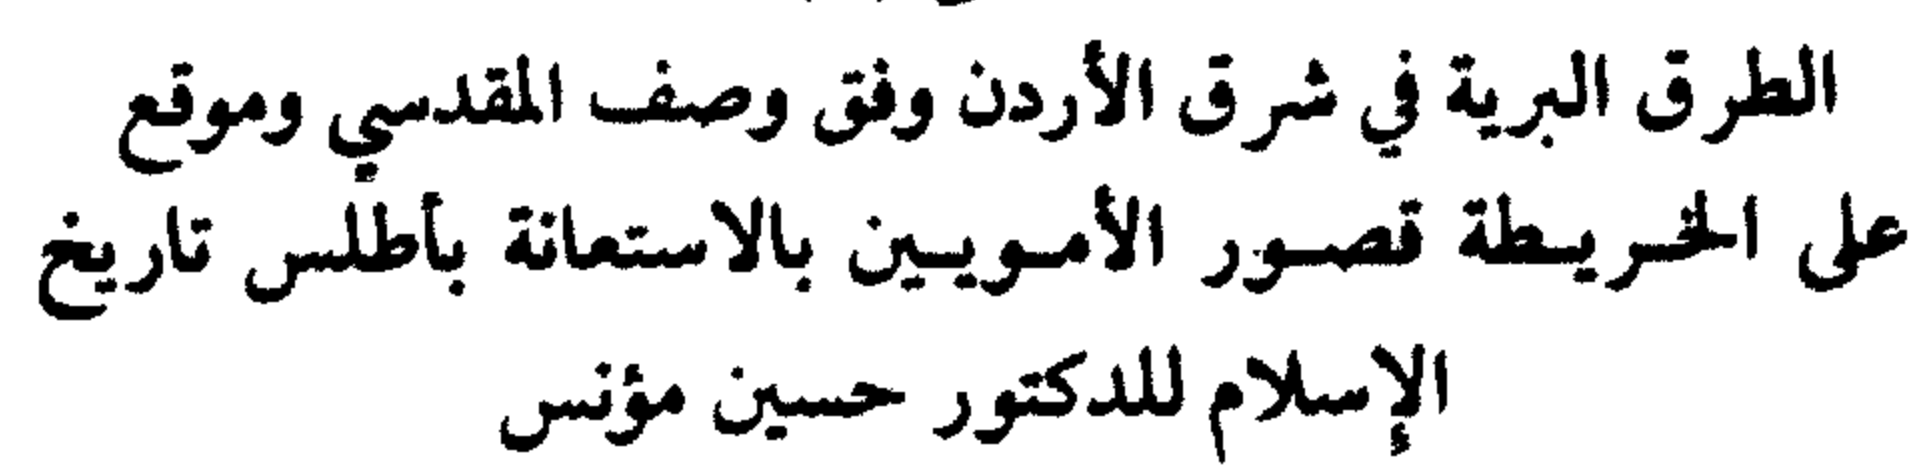 الطرق البرية في شرق الأردن وفق وصف المقدسي وموقع
على الخريطة قصور الأمويين بالاستعانة بأطلس تاريخ
الإسلام للدكتور حسين مؤنس